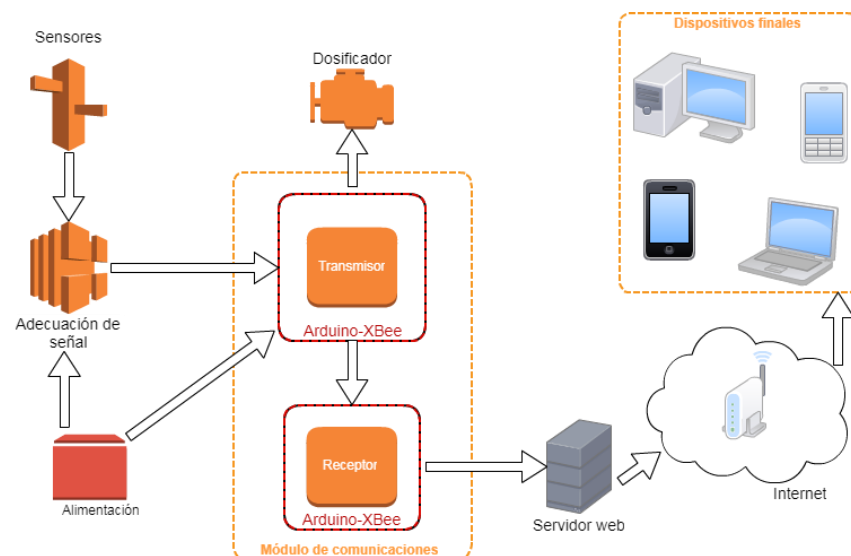 Sensores
Dosificador
Dispositivos finales
Transmisor
Arduino-XBee
Adecuación de
señal
Alimentación
Receptor
Arduino-XBee
Módulo de comunicaciones
Servidor web
Internet